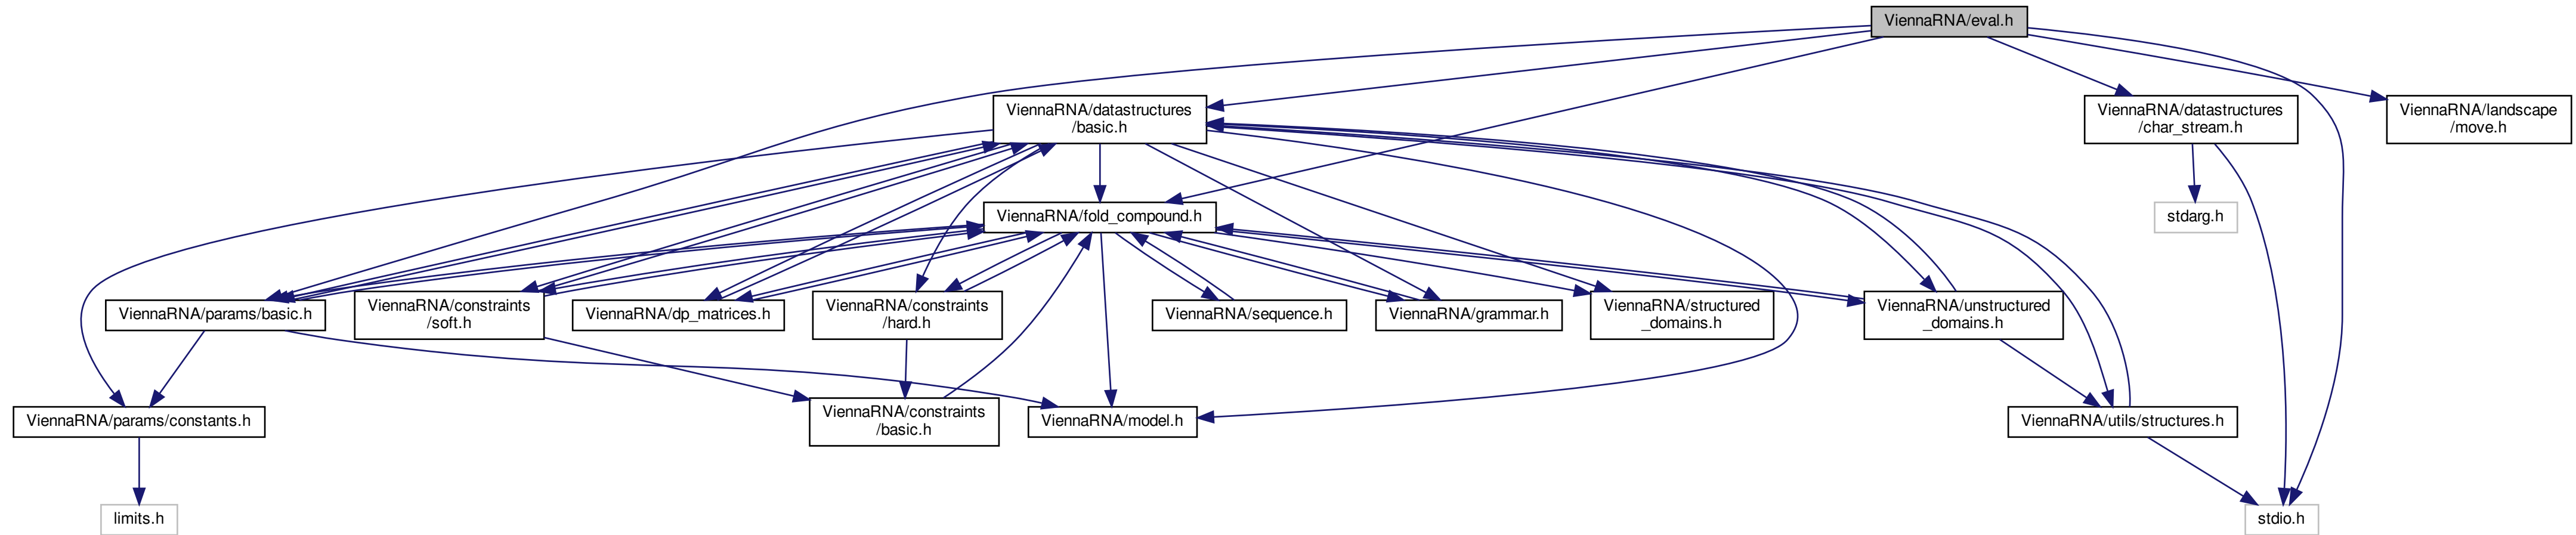 ViennaRNA/eval.h
ViennaRNA/datastructures
/basic.h
ViennaRNA/datastructures
/char_stream.h
ViennaRNA/landscape
/move.h
ViennaRNA/fold_compound.h
stdarg.h
ViennaRNA/params/basic.h
ViennaRNA/constraints
/soft.h
ViennaRNA/dp_matrices.h
ViennaRNA/constraints
/hard.h
ViennaRNA/sequence.h
ViennaRNA/grammar.h
ViennaRNA/structured
_domains.h
ViennaRNA/unstructured
_domains.h
ViennaRNA/params/constants.h
ViennaRNA/constraints
/basic.h
ViennaRNA/model.h
ViennaRNA/utils/structures.h
limits.h
stdio.h